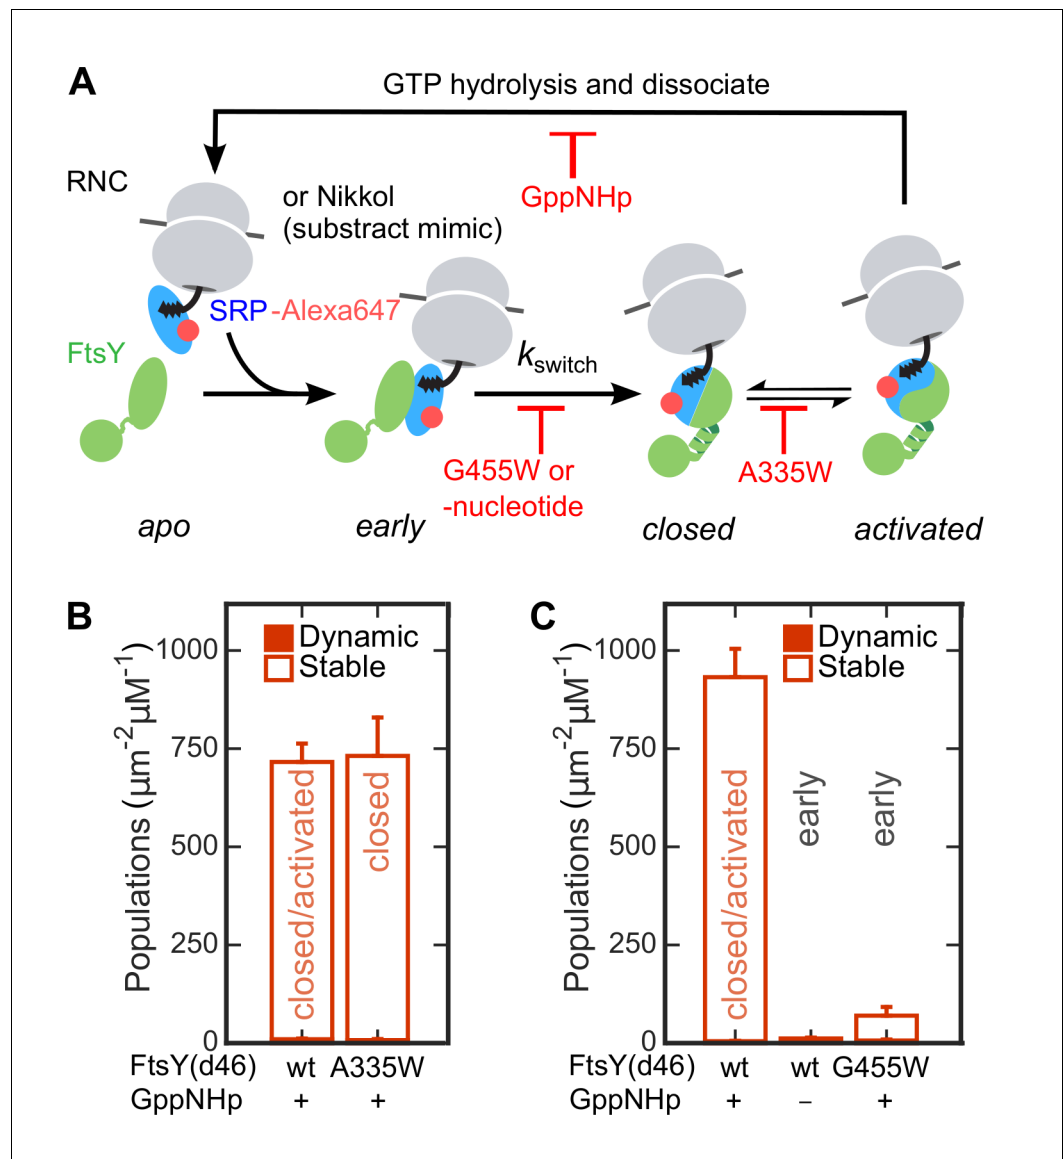 A
GTP hydrolysis and dissociate
RNC
or Nikkol
(substract mimic)
GppNHp
SRP-Alexa647
FtsY
kswitch
G455W or
-nucleotide
A335W
apo
early
closed
activated
B
Populations (μm-2μM-1)
1000
750
500
250
0
Dynamic
Stable
closed/activated
closed
FtsY(d46) wt A335W
GppNHp + +
C
Populations (μm-2μM-1)
1000
750
500
250
0
Dynamic
Stable
closed/activated
early
early
FtsY(d46) wt wt G455W
GppNHp + – +